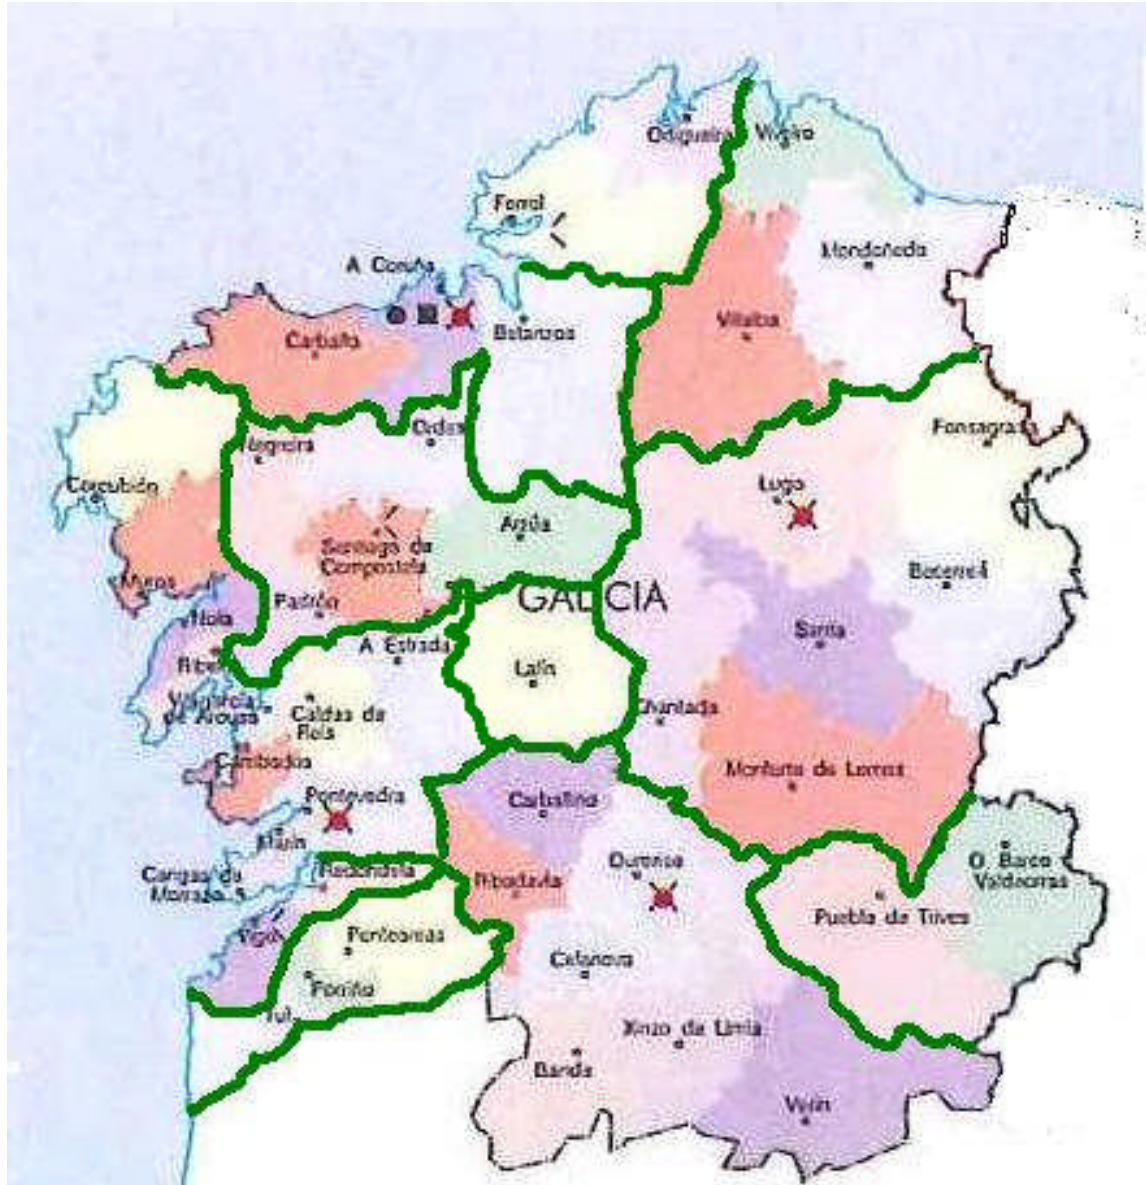 Ortigueira
Viveiro
Ferrol
Mondoñedo
A Coruña
Betanzos
Vilalba
Carballo
Ordes
Fonsagrada
Negreira
Corcubión
Lugo
Arzúa
Santiago de
Compostela
Becerreá
Muros
GALICIA
Padrón
Noia
Sarria
A Estrada
Lalín
Ribei
Vilagarcía
de Arousa
Caldas de
Reis
Chantada
Cambados
Monforte de Lemos
Pontevedra
Carballino
Marín
O Barco
Valdeorras
Ourense
Cangas de
Morrazo
Redondela
Ribadavia
Puebla de Trives
Vigo
Ponteareas
Celanova
Porriño
Tui
Xinzo de Limia
Bande
Verín